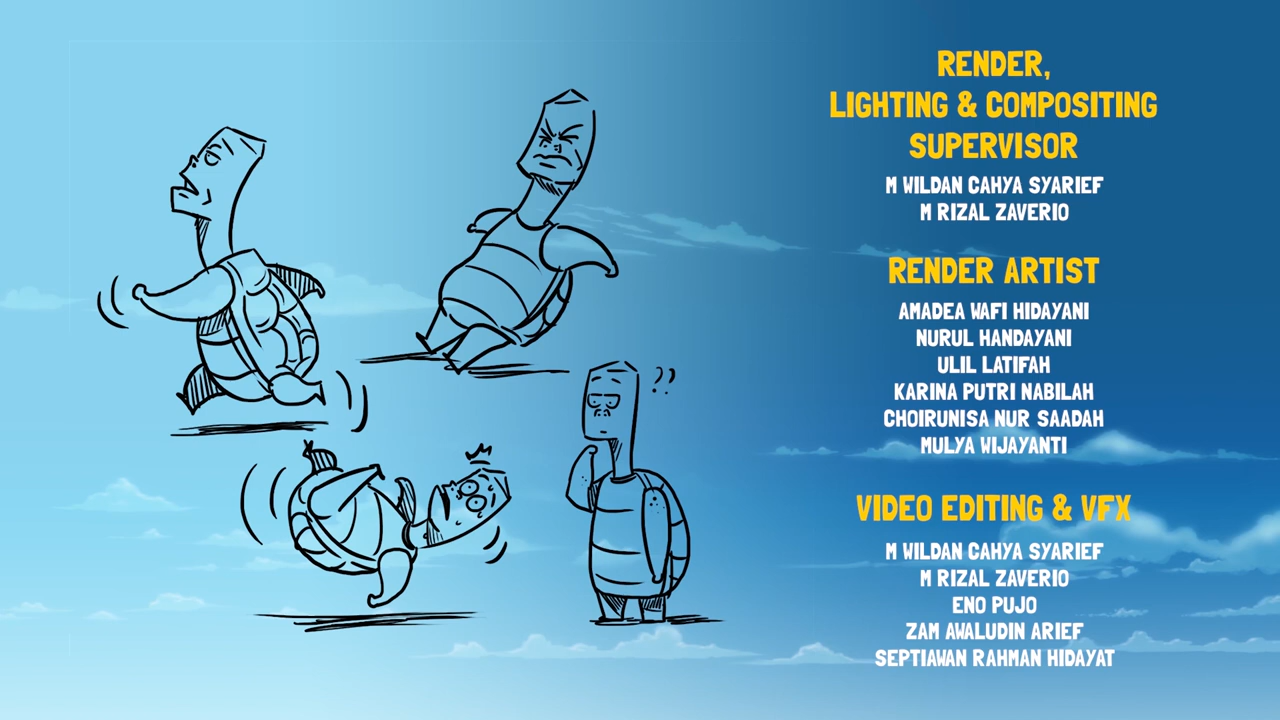 RENDER,
LIGHTING & COMPOSITING
SUPERVISOR
M WILDAN CAHYA SYARIEF
M RIZAL ZAVERIO
RENDER ARTIST
AMADEA WAFI HIDAYANI
NURUL HANDAYANI
ULIL LATIFAH
KARINA PUTRI NABILAH
CHOIRUNISA NUR SAADAH
MULYA WIJAYANTI
VIDEO EDITING & VFX
M WILDAN CAHYA SYARIEF
M RIZAL ZAVERIO
ENO PUJO
ZAM AWALUDIN ARIEF
SEPTIAWAN RAHMAN HIDAYAT
??